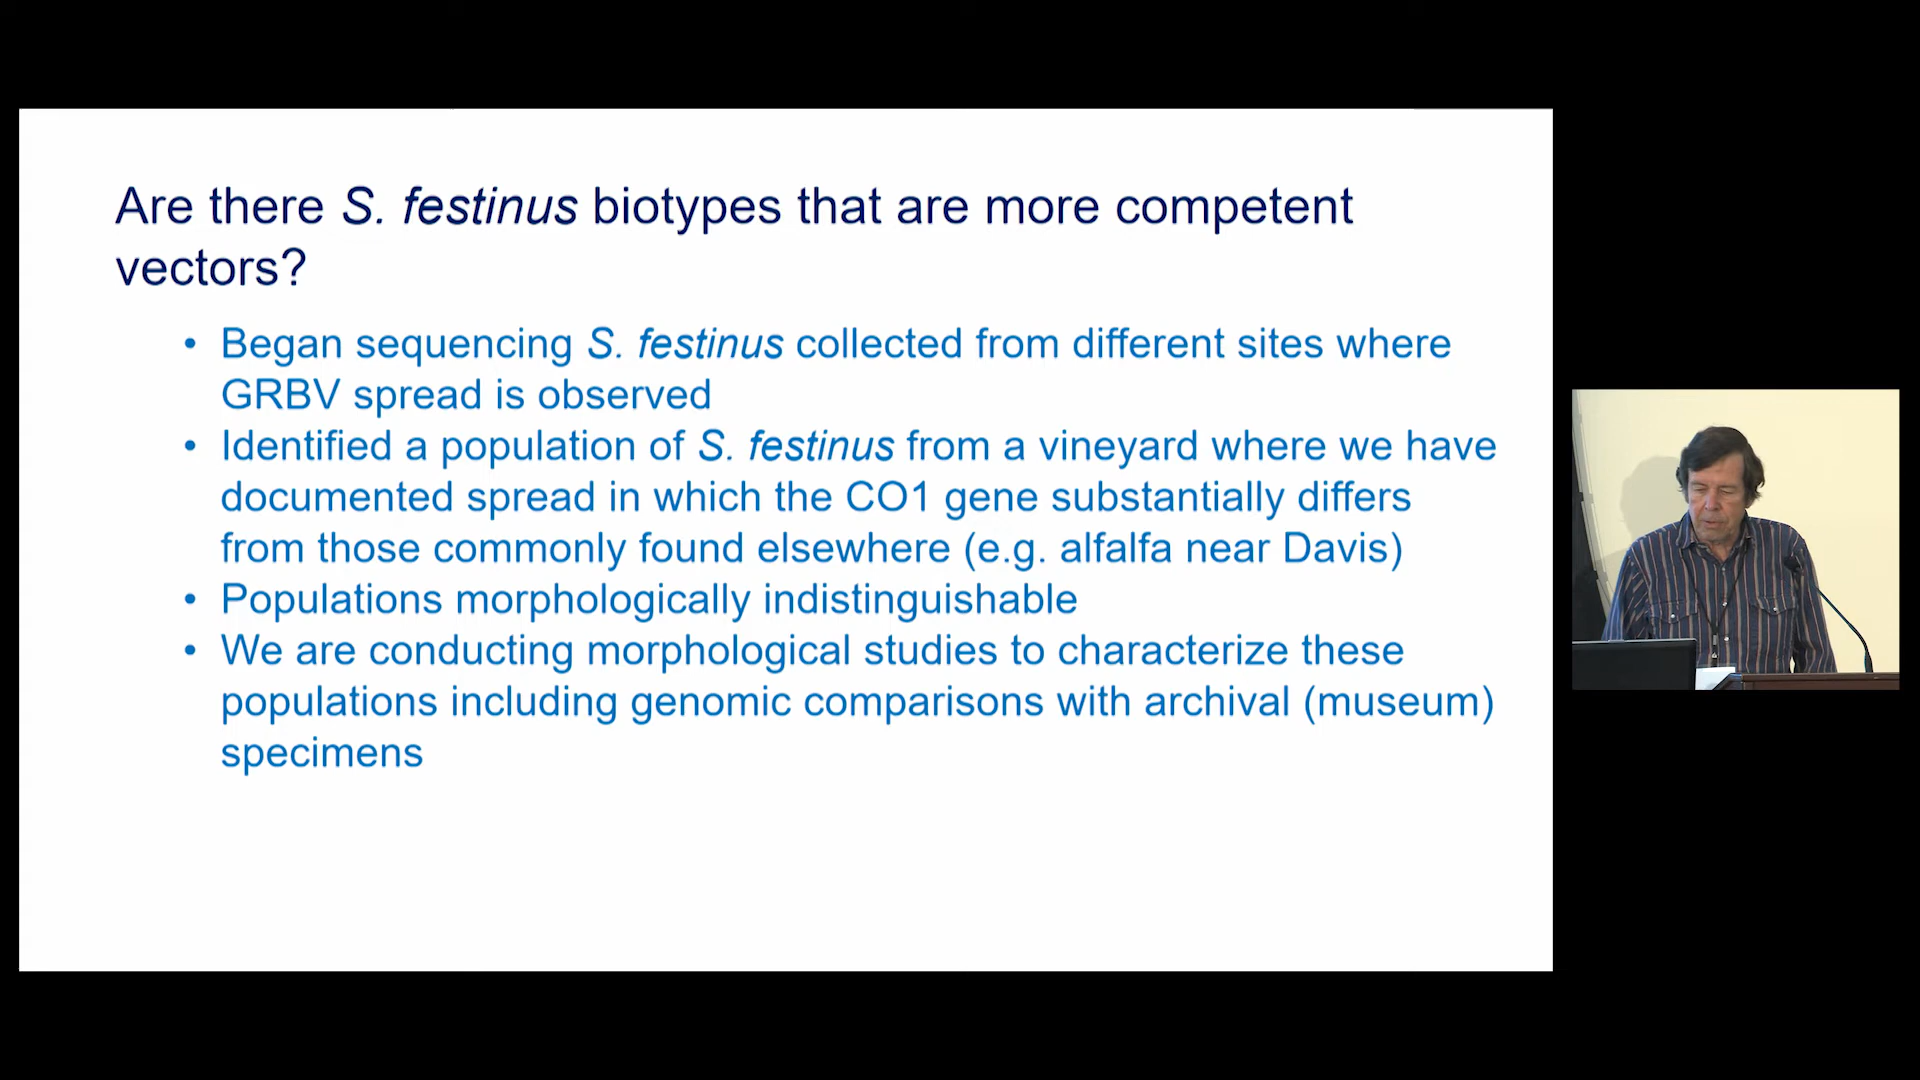 Are there S. festinus biotypes that are more competent
vectors?
• Began sequencing S. festinus collected from different sites where
GRBV spread is observed
• Identified a population of S. festinus from a vineyard where we have
documented spread in which the CO1 gene substantially differs
from those commonly found elsewhere (e.g. alfalfa near Davis)
• Populations morphologically indistinguishable
• We are conducting morphological studies to characterize these
populations including genomic comparisons with archival (museum)
specimens